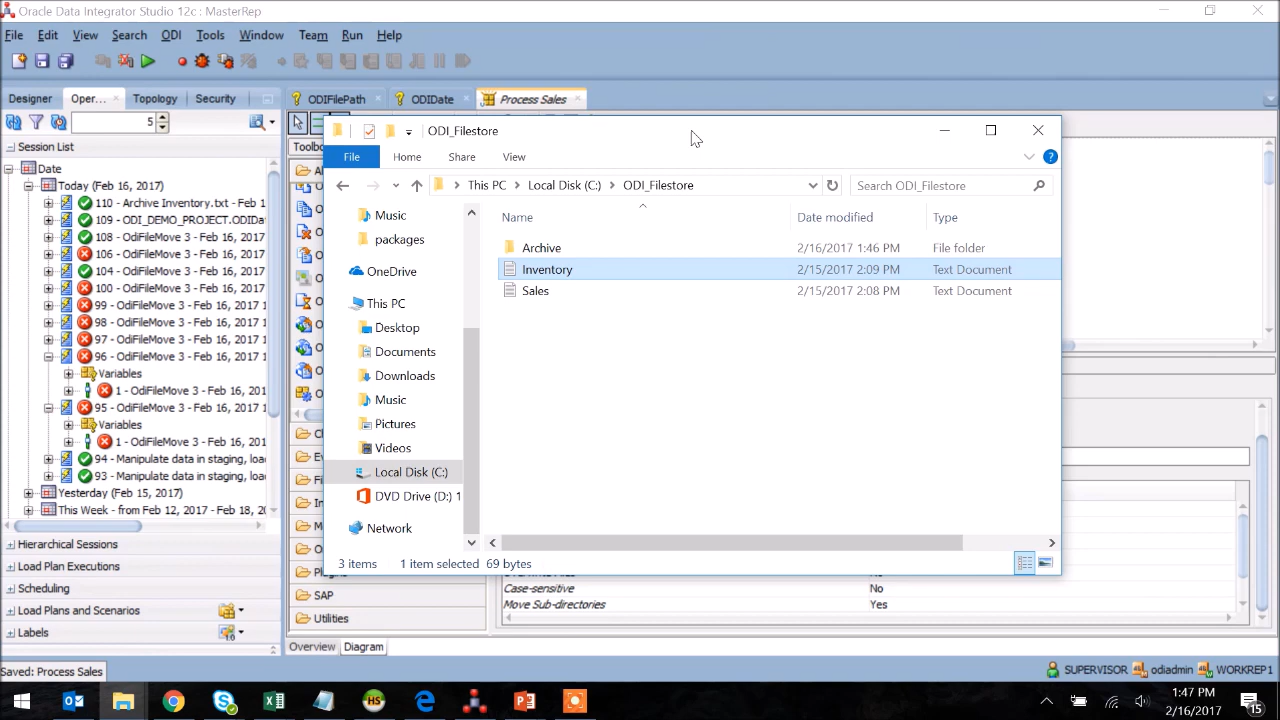 Oracle Data Integrator Studio 12c : MasterRep
File Edit View Search ODI Tools Window Team Run Help
Designer Oper... Topology Security
ODIFilePath ODIDate Process Sales
5
Session List
Date
Today (Feb 16, 2017)
110 - Archive Inventory.txt - Feb 1
109 - ODI_DEMO_PROJECT.ODIDa
108 - OdiFileMove 3 - Feb 16, 2017
106 - OdiFileMove 3 - Feb 16, 2017
100 - OdiFileMove 3 - Feb 16, 2017
99 - OdiFileMove 3 - Feb 16, 2017 1
98 - OdiFileMove 3 - Feb 16, 2017 1
97 - OdiFileMove 3 - Feb 16, 2017 1
96 - OdiFileMove 3 - Feb 16, 2017 1
Variables
1 - OdiFileMove 3 - Feb 16, 201
95 - OdiFileMove 3 - Feb 16, 2017 1
Variables
1 - OdiFileMove 3 - Feb 16, 201
94 - Manipulate data in staging, loa
93 - Manipulate data in staging, loa
Yesterday (Feb 15, 2017)
This Week - from Feb 12, 2017 - Feb 18, 20
Hierarchical Sessions
Load Plan Executions
Scheduling
Load Plans and Scenarios
Labels
Saved: Process Sales
Toolbo
ODI_Filestore
File Home Share View
This PC Local Disk (C:) ODI_Filestore
Search ODI_Filestore
Music
packages
OneDrive
This PC
Desktop
Documents
Downloads
Music
Pictures
Videos
Local Disk (C:)
DVD Drive (D:) 1
Network
Name Date modified Type
Archive 2/16/2017 1:46 PM File folder
Inventory 2/15/2017 2:09 PM Text Document
Sales 2/15/2017 2:08 PM Text Document
3 items 1 item selected 69 bytes
SAP
Utilities
Case-sensitive No
Move Sub-directories Yes
Overview Diagram
SUPERVISOR odiadmin WORKREP1
1:47 PM
2/16/2017
15